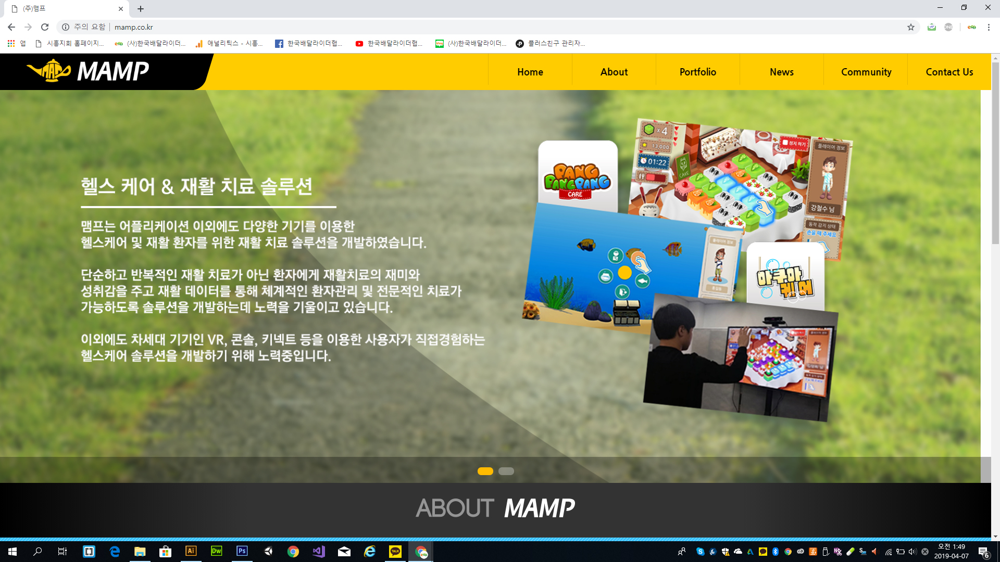 (주)맴프
주의 요함
mamp.co.kr
앱
시흥지회 홈페이지...
(사)한국배달라이더...
애널리틱스 - 시흥...
한국배달라이더협...
한국배달라이더협...
(사)한국배달라이더...
플러스친구 관리자...
MAMP
Home
About
Portfolio
News
Community
Contact Us
헬스 케어 & 재활 치료 솔루션
맴프는 어플리케이션 이외에도 다양한 기기를 이용한
헬스케어 및 재활 환자를 위한 재활 치료 솔루션을 개발하였습니다.
단순하고 반복적인 재활 치료가 아닌 환자에게 재활치료의 재미와
성취감을 주고 재활 데이터를 통해 체계적인 환자관리 및 전문적인 치료가
가능하도록 솔루션을 개발하는데 노력을 기울이고 있습니다.
이외에도 차세대 기기인 VR, 콘솔, 키넥트 등을 이용한 사용자가 직접경험하는
헬스케어 솔루션을 개발하기 위해 노력중입니다.
PANG
PANGPANG
CARE
x 4
13,000
01:22
CAKE
정지 하기
플레이어 정보
강철수 님
동작 감지 상태
손을 떼 주세요
플레이어 정보
홍길동
아쿠아
케어
ABOUT MAMP
오전 1:49
2019-04-07
6